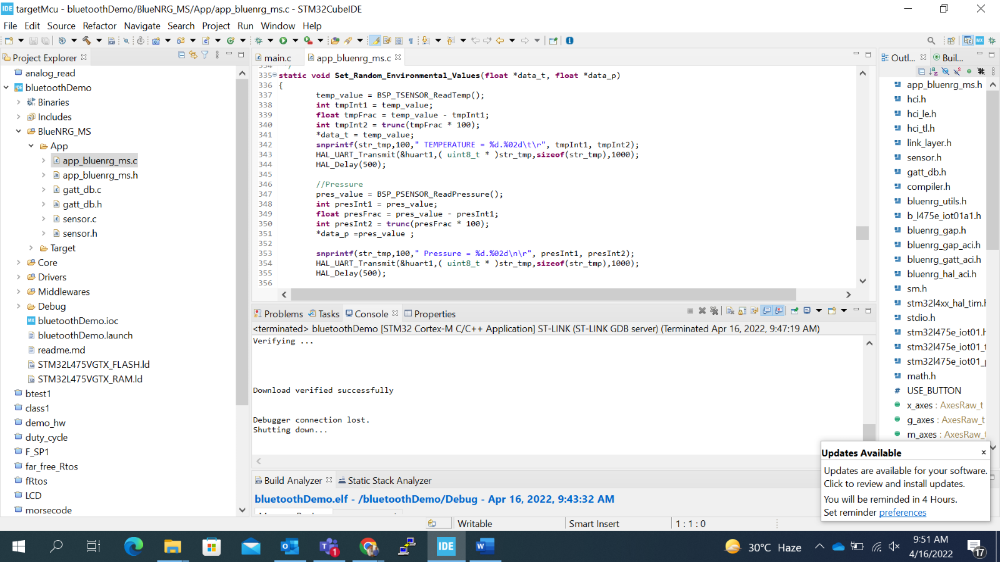 IDE targetMcu - bluetoothDemo/BlueNRG_MS/App/app_bluenrg_ms.c - STM32CubeIDE
File Edit Source Refactor Navigate Search Project Run Window Help
Project Explorer
analog_read
bluetoothDemo
Binaries
Includes
BlueNRG_MS
App
app_bluenrg_ms.c
app_bluenrg_ms.h
gatt_db.c
gatt_db.h
sensor.c
sensor.h
Target
Core
Drivers
Middlewares
Debug
bluetoothDemo.ioc
bluetoothDemo.launch
readme.md
STM32L475VGTX_FLASH.ld
STM32L475VGTX_RAM.ld
btest1
class1
demo_hw
duty_cycle
F_SP1
far_free_Rtos
fRtos
LCD
morsecode
main.c app_bluenrg_ms.c
334 */
335 static void Set_Random_Environmental_Values(float *data_t, float *data_p)
336 {
337 temp_value = BSP_TSENSOR_ReadTemp();
338 int tmpInt1 = temp_value;
339 float tmpFrac = temp_value - tmpInt1;
340 int tmpInt2 = trunc(tmpFrac * 100);
341 *data_t = temp_value;
342 snprintf(str_tmp,100," TEMPERATURE = %d.%02d\t\r", tmpInt1, tmpInt2);
343 HAL_UART_Transmit(&huart1,( uint8_t * )str_tmp,sizeof(str_tmp),1000);
344 HAL_Delay(500);
345
346 //Pressure
347 pres_value = BSP_PSENSOR_ReadPressure();
348 int presInt1 = pres_value;
349 float presFrac = pres_value - presInt1;
350 int presInt2 = trunc(presFrac * 100);
351 *data_p =pres_value ;
352
353 snprintf(str_tmp,100," Pressure = %d.%02d\n\r", presInt1, presInt2);
354 HAL_UART_Transmit(&huart1,( uint8_t * )str_tmp,sizeof(str_tmp),1000);
355 HAL_Delay(500);
356
Problems Tasks Console Properties
<terminated> bluetoothDemo [STM32 Cortex-M C/C++ Application] ST-LINK (ST-LINK GDB server) (Terminated Apr 16, 2022, 9:47:19 AM)
Verifying ...
Download verified successfully
Debugger connection lost.
Shutting down...
Build Analyzer Static Stack Analyzer
bluetoothDemo.elf - /bluetoothDemo/Debug - Apr 16, 2022, 9:43:32 AM
Outl... Buil...
app_bluenrg_ms.h
hci.h
hci_le.h
hci_tl.h
link_layer.h
sensor.h
gatt_db.h
compiler.h
bluenrg_utils.h
b_l475e_iot01a1.h
bluenrg_gap.h
bluenrg_gap_aci.h
bluenrg_gatt_aci.h
bluenrg_hal_aci.h
sm.h
stm32l4xx_hal_tim.h
stdio.h
stm32l475e_iot01.h
stm32l475e_iot01_
stm32l475e_iot01_
math.h
# USE_BUTTON
x_axes : AxesRaw_t
g_axes : AxesRaw_t
m_axes : AxesRaw_t
Updates Available x
Updates are available for your software.
Click to review and install updates.
You will be reminded in 4 Hours.
Set reminder preferences
Writable Smart Insert 1 : 1 : 0
1 IDE 30°C Haze 9:51 AM
4/16/2022
17